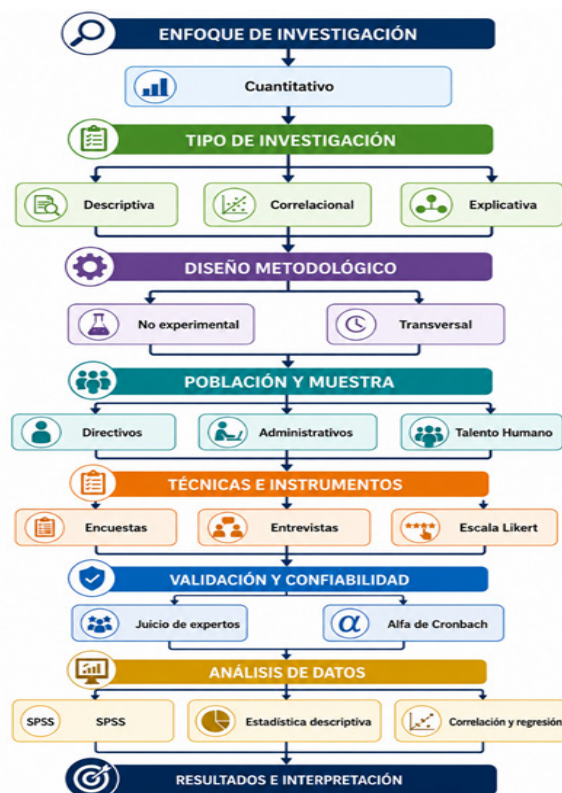 ENFOQUE DE INVESTIGACIÓN
Cuantitativo
TIPO DE INVESTIGACIÓN
Descriptiva
Correlacional
Explicativa
DISEÑO METODOLÓGICO
No experimental
Transversal
POBLACIÓN Y MUESTRA
Directivos
Administrativos
Talento Humano
TÉCNICAS E INSTRUMENTOS
Encuestas
Entrevistas
Escala Likert
VALIDACIÓN Y CONFIABILIDAD
Juicio de expertos
α
Alfa de Cronbach
ANÁLISIS DE DATOS
SPSS
SPSS
Estadística descriptiva
Correlación y regresión
RESULTADOS E INTERPRETACIÓN